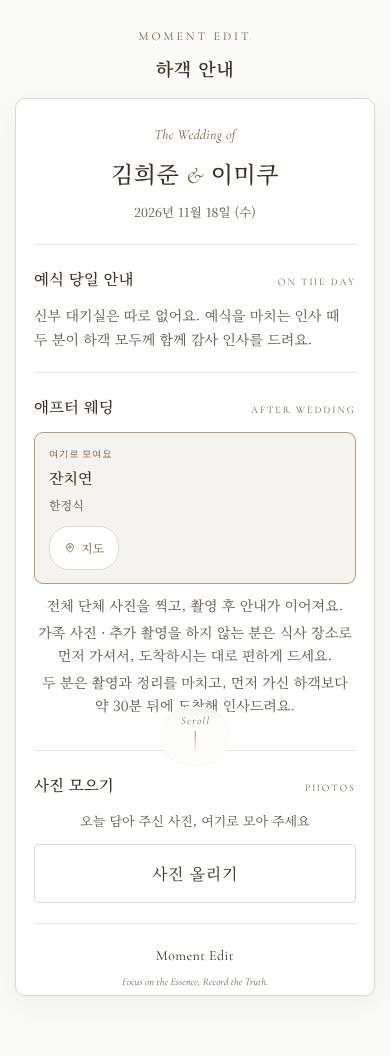 MOMENT EDIT
하객 안내
The Wedding of
김희준 & 이미쿠
2026년 11월 18일 (수)
예식 당일 안내
ON THE DAY
신부 대기실은 따로 없어요. 예식을 마치는 인사 때
두 분이 하객 모두께 함께 감사 인사를 드려요.
애프터 웨딩
AFTER WEDDING
여기로 모여요
잔치연
한정식
지도
전체 단체 사진을 찍고, 촬영 후 안내가 이어져요.
가족 사진 · 추가 촬영을 하지 않는 분은 식사 장소로
먼저 가셔서, 도착하시는 대로 편하게 드세요.
두 분은 촬영과 정리를 마치고, 먼저 가신 하객보다
약 30분 뒤에 도착해 인사드려요.
Scroll
사진 모으기
PHOTOS
오늘 담아 주신 사진, 여기로 모아 주세요
사진 올리기
Moment Edit
Focus on the Essence, Record the Truth.